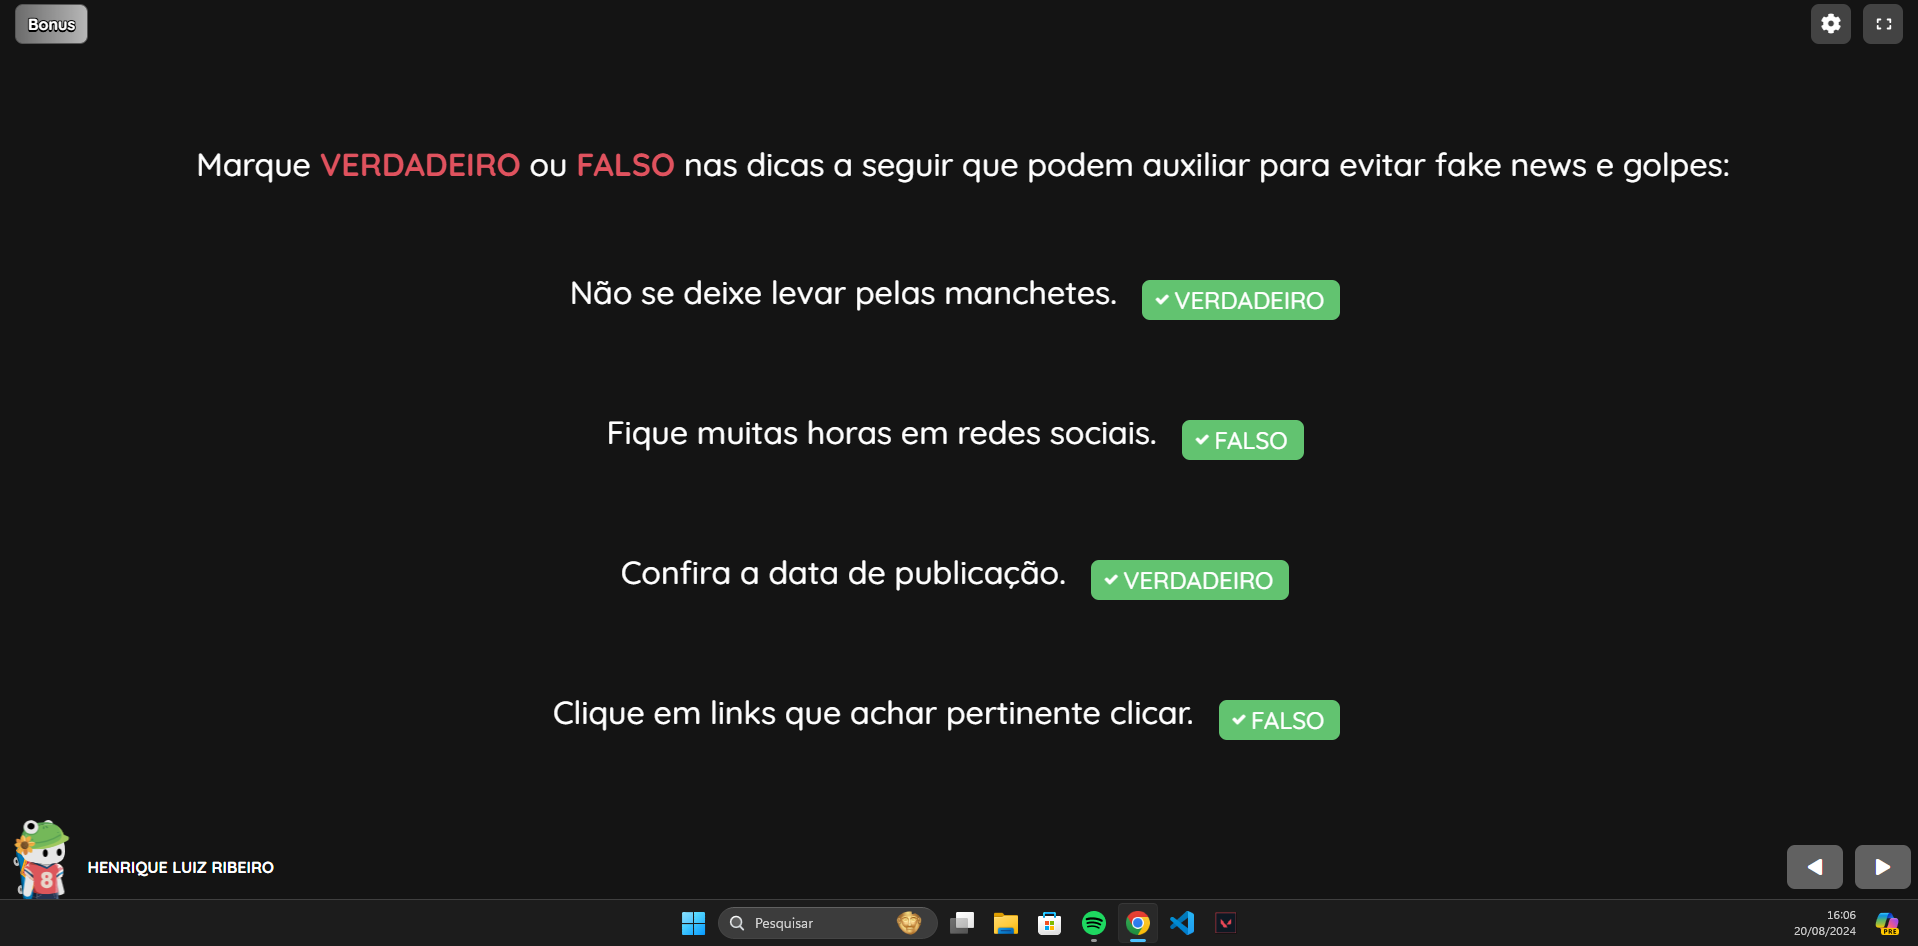 Bonus
Marque VERDADEIRO ou FALSO nas dicas a seguir que podem auxiliar para evitar fake news e golpes:
Não se deixe levar pelas manchetes. VERDADEIRO
Fique muitas horas em redes sociais. FALSO
Confira a data de publicação. VERDADEIRO
Clique em links que achar pertinente clicar. FALSO
8
HENRIQUE LUIZ RIBEIRO
Pesquisar
16:06
20/08/2024
PRE